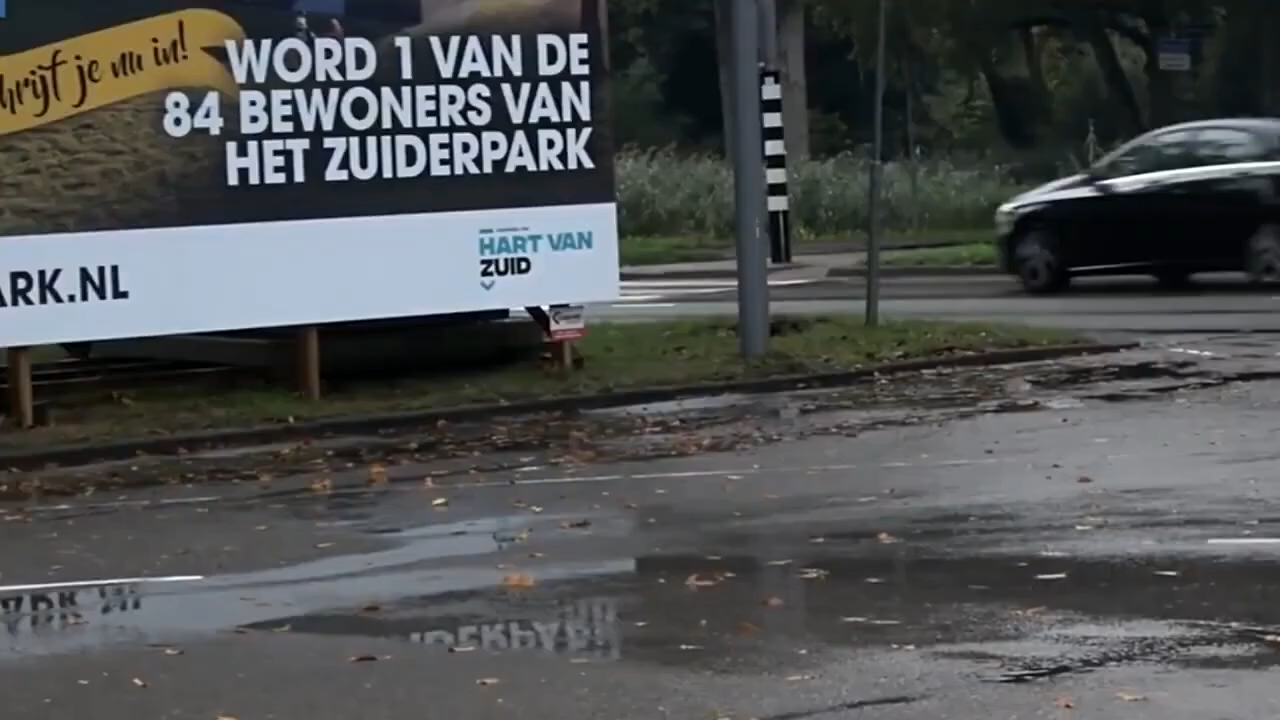 hrijf je nu in!
WORD 1 VAN DE
84 BEWONERS VAN
HET ZUIDERPARK
ARK.NL
HART VAN
ZUID